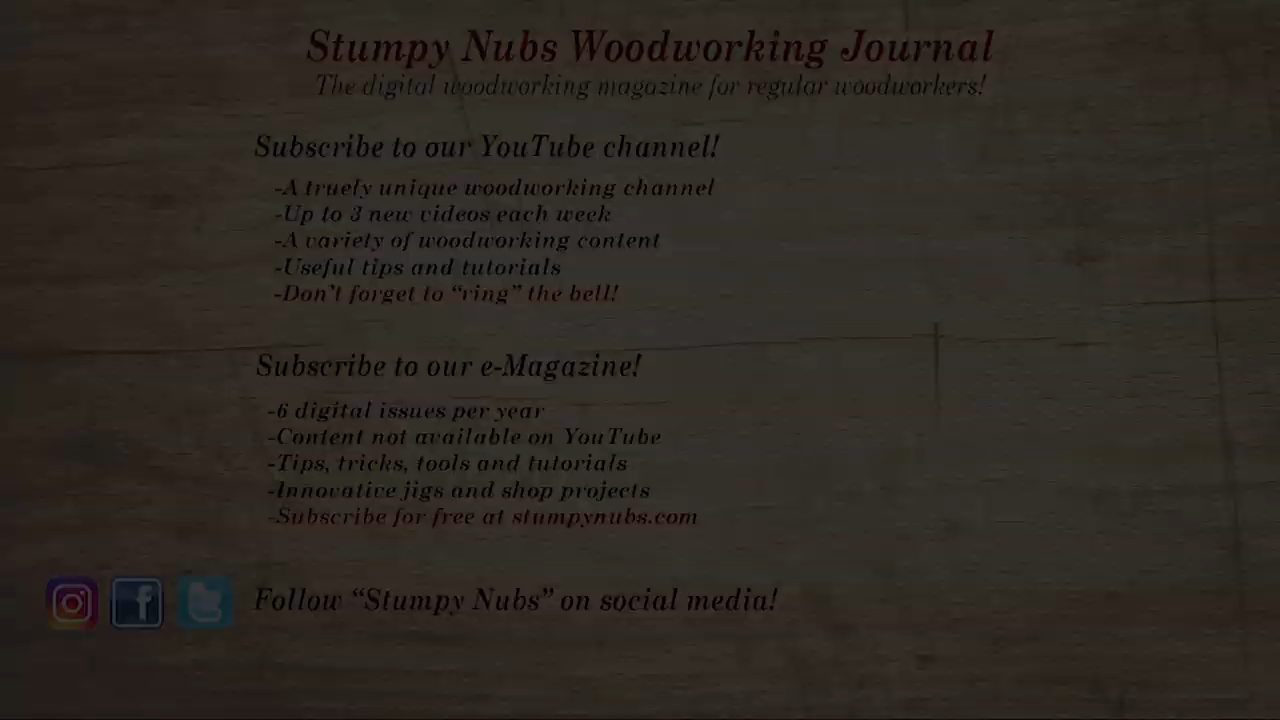 Stumpy Nubs Woodworking Journal
The digital woodworking magazine for regular woodworkers!
Subscribe to our YouTube channel!
-A truely unique woodworking channel
-Up to 3 new videos each week
-A variety of woodworking content
-Useful tips and tutorials
-Don't forget to “ring” the bell!
Subscribe to our e-Magazine!
-6 digital issues per year
-Content not available on YouTube
-Tips, tricks, tools and tutorials
-Innovative jigs and shop projects
-Subscribe for free at stumpynubs.com
Follow “Stumpy Nubs” on social media!